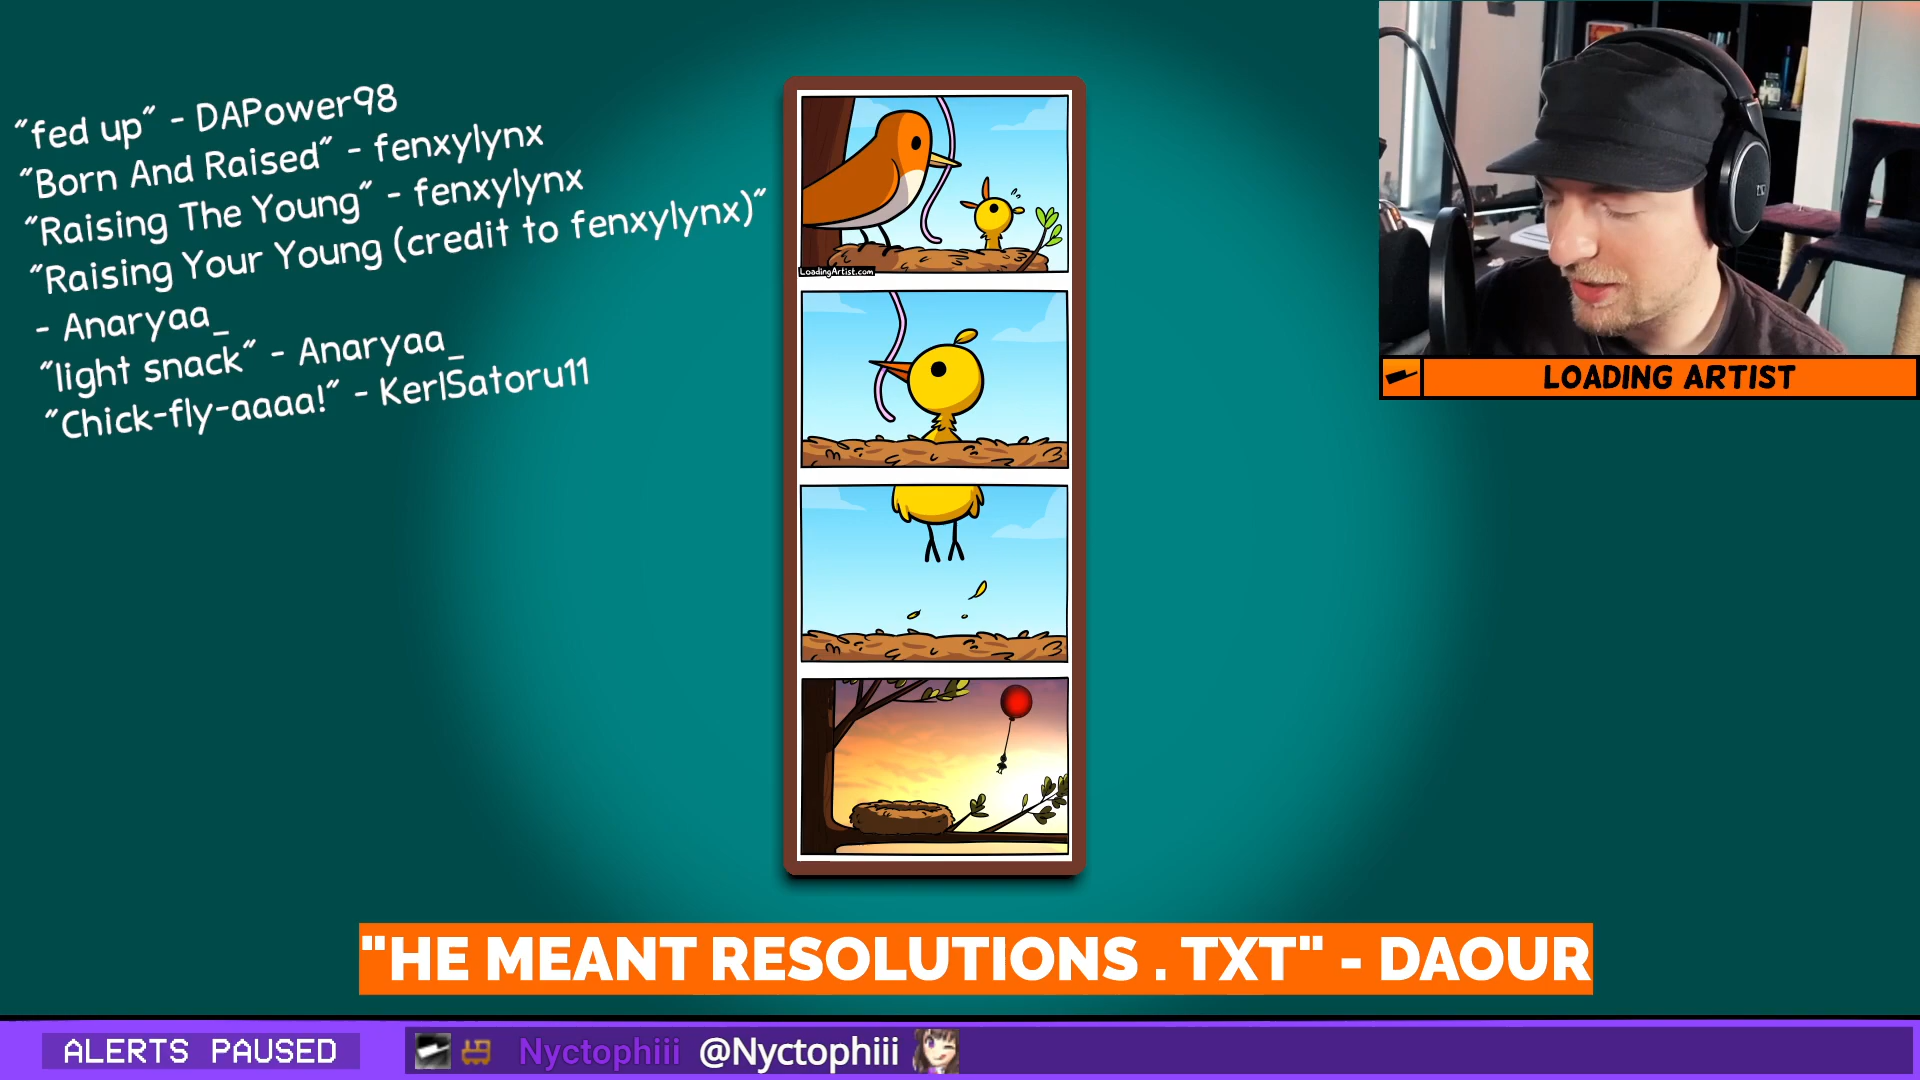 "fed up" - DAPower98
"Born And Raised" - fenxylynx
"Raising The Young" - fenxylynx
"Raising Your Young (credit to fenxylynx)"
- Anaryaa_
"light snack" - Anaryaa_
"Chick-fly-aaaa!" - KerlSatoru11
LoadingArtist.com
LOADING ARTIST
"HE MEANT RESOLUTIONS . TXT" - DAOUR
ALERTS PAUSED
Nyctophiii @Nyctophiii